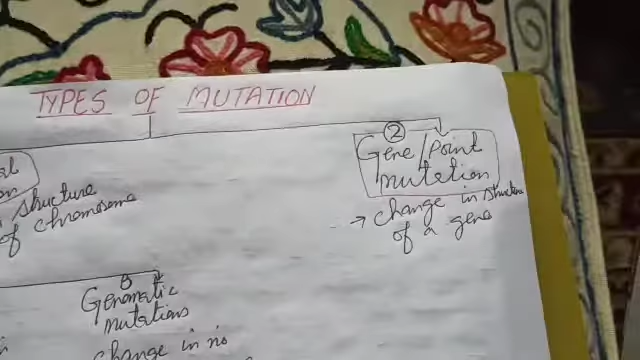 TYPES OF MUTATION
②
Gene/Point
mutation
→ change in structure
of a gene
structure
of chromosome
Genomatic
mutations
change in no